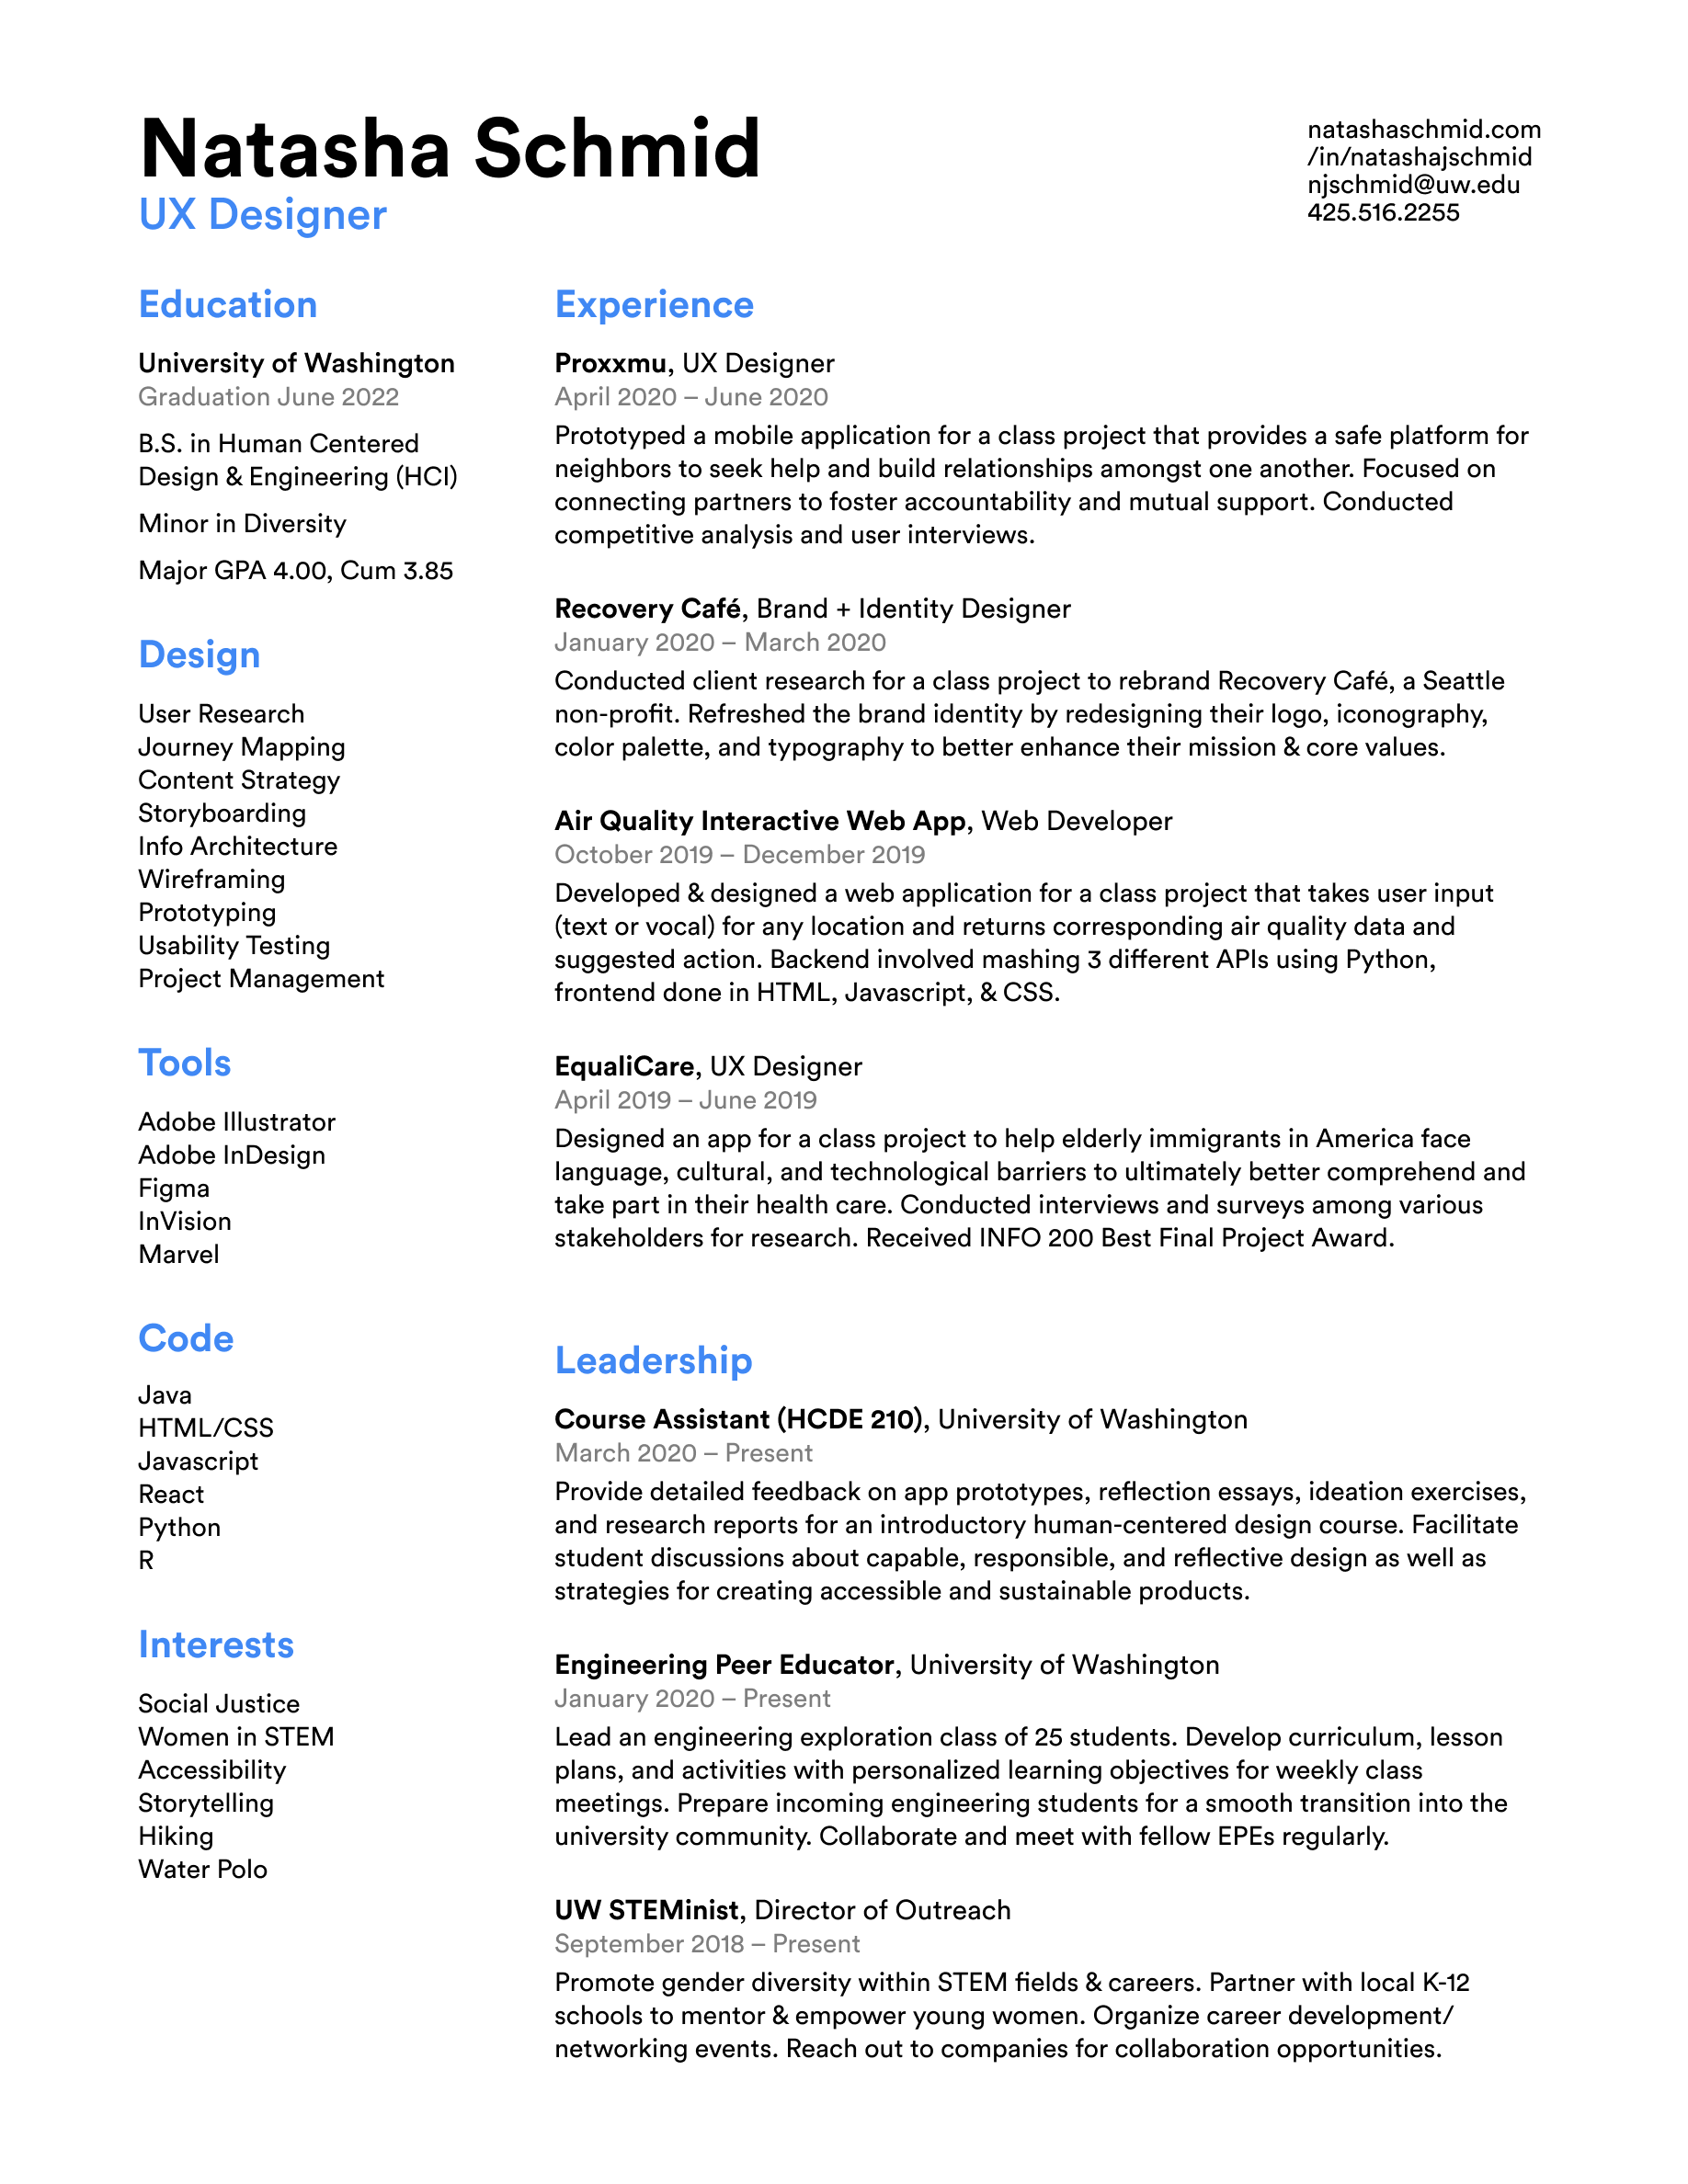 Natasha Schmid
UX Designer
natashaschmid.com
/in/natashajschmid
njschmid@uw.edu
425.516.2255
Education
University of Washington
Graduation June 2022
B.S. in Human Centered
Design & Engineering (HCI)
Minor in Diversity
Major GPA 4.00, Cum 3.85
Design
User Research
Journey Mapping
Content Strategy
Storyboarding
Info Architecture
Wireframing
Prototyping
Usability Testing
Project Management
Tools
Adobe Illustrator
Adobe InDesign
Figma
InVision
Marvel
Code
Java
HTML/CSS
Javascript
React
Python
R
Interests
Social Justice
Women in STEM
Accessibility
Storytelling
Hiking
Water Polo
Experience
Proxxmu, UX Designer
April 2020 – June 2020
Prototyped a mobile application for a class project that provides a safe platform for
neighbors to seek help and build relationships amongst one another. Focused on
connecting partners to foster accountability and mutual support. Conducted
competitive analysis and user interviews.
Recovery Café, Brand + Identity Designer
January 2020 – March 2020
Conducted client research for a class project to rebrand Recovery Café, a Seattle
non-profit. Refreshed the brand identity by redesigning their logo, iconography,
color palette, and typography to better enhance their mission & core values.
Air Quality Interactive Web App, Web Developer
October 2019 – December 2019
Developed & designed a web application for a class project that takes user input
(text or vocal) for any location and returns corresponding air quality data and
suggested action. Backend involved mashing 3 different APIs using Python,
frontend done in HTML, Javascript, & CSS.
EqualiCare, UX Designer
April 2019 – June 2019
Designed an app for a class project to help elderly immigrants in America face
language, cultural, and technological barriers to ultimately better comprehend and
take part in their health care. Conducted interviews and surveys among various
stakeholders for research. Received INFO 200 Best Final Project Award.
Leadership
Course Assistant (HCDE 210), University of Washington
March 2020 – Present
Provide detailed feedback on app prototypes, reflection essays, ideation exercises,
and research reports for an introductory human-centered design course. Facilitate
student discussions about capable, responsible, and reflective design as well as
strategies for creating accessible and sustainable products.
Engineering Peer Educator, University of Washington
January 2020 – Present
Lead an engineering exploration class of 25 students. Develop curriculum, lesson
plans, and activities with personalized learning objectives for weekly class
meetings. Prepare incoming engineering students for a smooth transition into the
university community. Collaborate and meet with fellow EPEs regularly.
UW STEMinist, Director of Outreach
September 2018 – Present
Promote gender diversity within STEM fields & careers. Partner with local K-12
schools to mentor & empower young women. Organize career development/
networking events. Reach out to companies for collaboration opportunities.